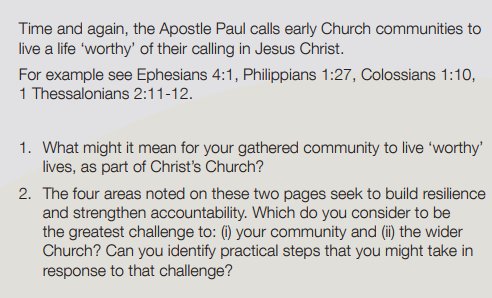 Time and again, the Apostle Paul calls early Church communities to
live a life ‘worthy’ of their calling in Jesus Christ.
For example see Ephesians 4:1, Philippians 1:27, Colossians 1:10,
1 Thessalonians 2:11-12.
1. What might it mean for your gathered community to live ‘worthy’
lives, as part of Christ’s Church?
2. The four areas noted on these two pages seek to build resilience
and strengthen accountability. Which do you consider to be
the greatest challenge to: (i) your community and (ii) the wider
Church? Can you identify practical steps that you might take in
response to that challenge?